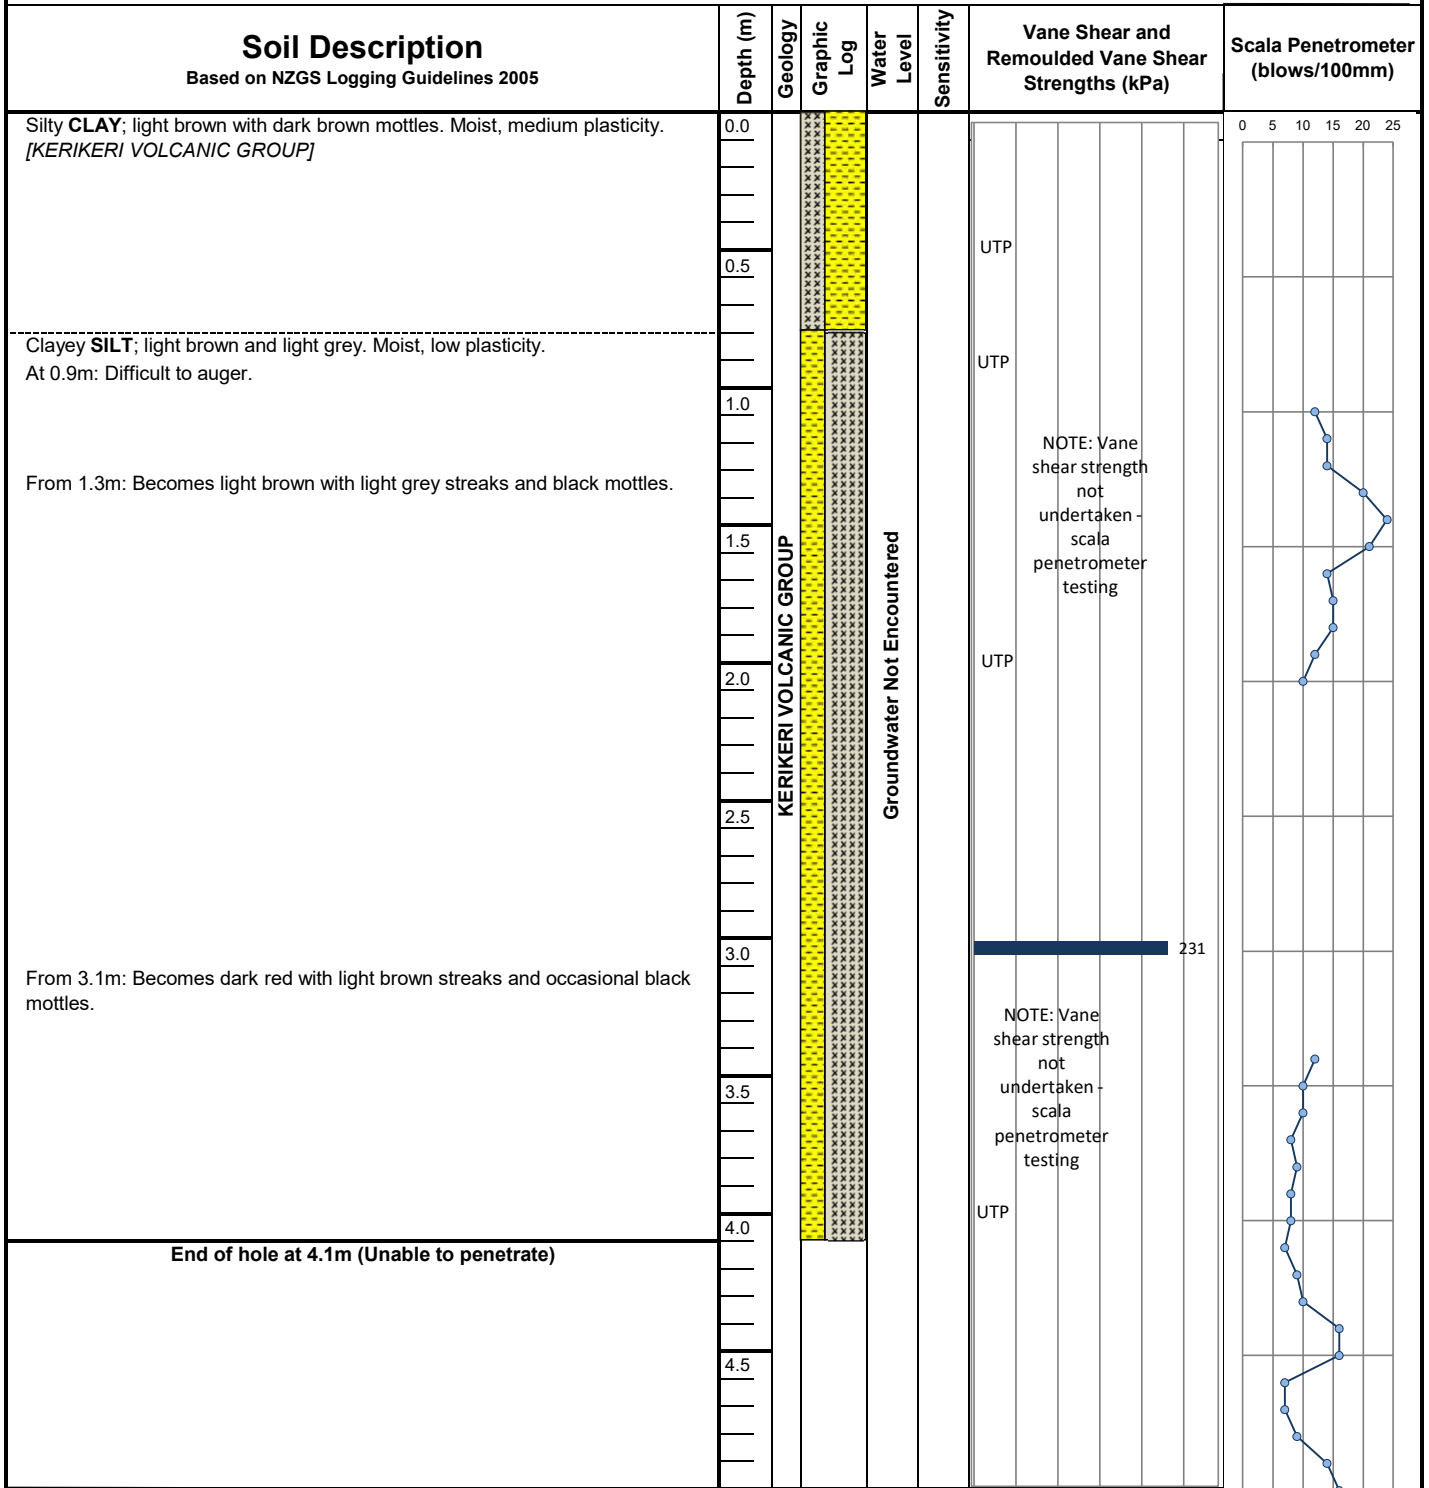 Soil Description
Based on NZGS Logging Guidelines 2005
Depth (m)
Geology
Graphic
Log
Water
Level
Sensitivity
Vane Shear and
Remoulded Vane Shear
Strengths (kPa)
Scala Penetrometer
(blows/100mm)
Silty CLAY; light brown with dark brown mottles. Moist, medium plasticity.
[KERIKERI VOLCANIC GROUP]
0.0
0 5 10 15 20 25
UTP
0.5
Clayey SILT; light brown and light grey. Moist, low plasticity.
At 0.9m: Difficult to auger.
UTP
1.0
From 1.3m: Becomes light brown with light grey streaks and black mottles.
NOTE: Vane
shear strength
not
undertaken -
scala
penetrometer
testing
1.5
KERIKERI VOLCANIC GROUP
Groundwater Not Encountered
UTP
2.0
2.5
231
3.0
From 3.1m: Becomes dark red with light brown streaks and occasional black
mottles.
NOTE: Vane
shear strength
not
undertaken -
scala
penetrometer
testing
3.5
UTP
4.0
End of hole at 4.1m (Unable to penetrate)
4.5